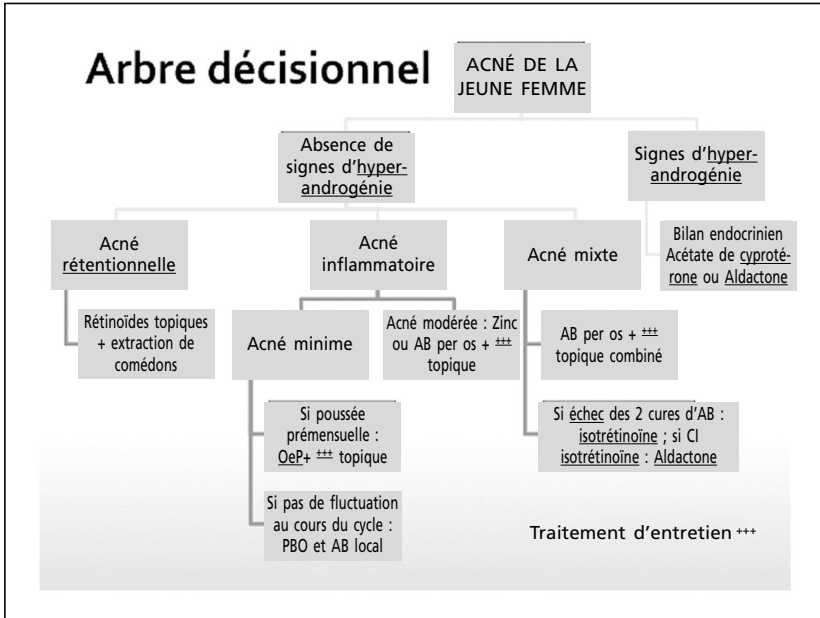 Arbre décisionnel
ACNÉ DE LA
JEUNE FEMME
Absence de
signes d'hyper-
androgénie
Signes d'hyper-
androgénie
Acné
rétentionnelle
Acné
inflammatoire
Acné mixte
Bilan endocrinien
Acétate de cyproté-
rone ou Aldactone
Rétinoïdes topiques
+ extraction de
comédons
Acné minime
Acné modérée : Zinc
ou AB per os + +++
topique
AB per os + +++
topique combiné
Si poussée
prémensuelle :
OeP+ +++ topique
Si échec des 2 cures d'AB :
isotrétinoïne ; si CI
isotrétinoïne : Aldactone
Si pas de fluctuation
au cours du cycle :
PBO et AB local
Traitement d'entretien +++